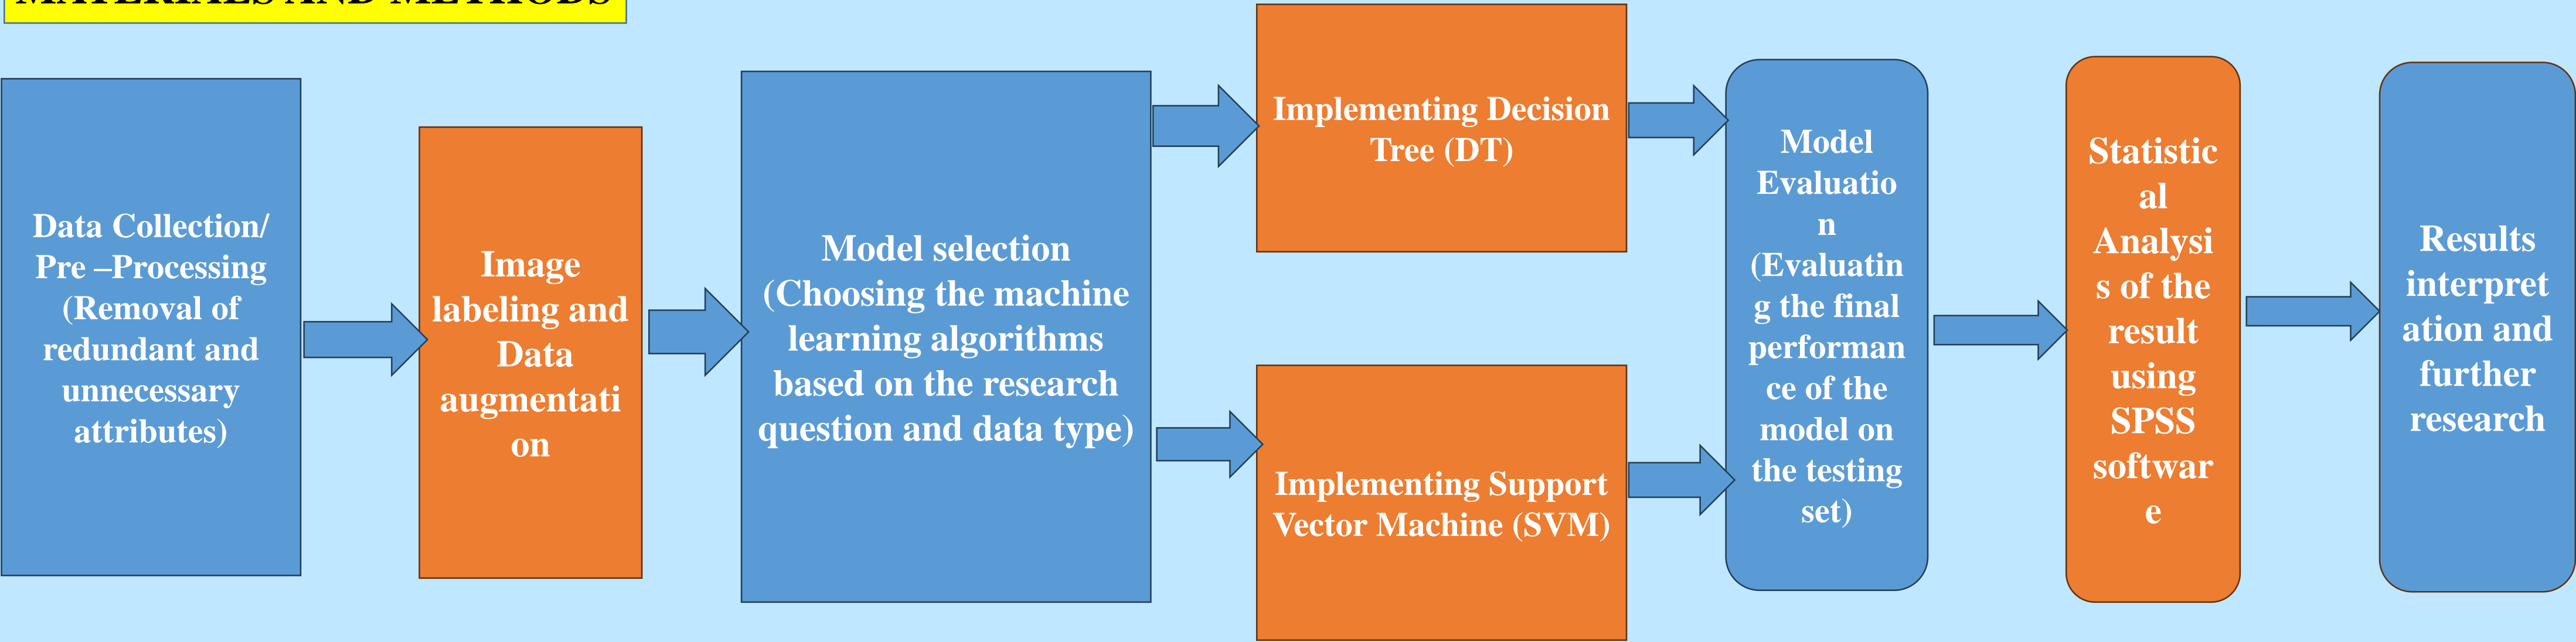 MATERIALS AND METHODS
Data Collection/
Pre –Processing
(Removal of
redundant and
unnecessary
attributes)
Image
labeling and
Data
augmentati
on
Model selection
(Choosing the machine
learning algorithms
based on the research
question and data type)
Implementing Decision
Tree (DT)
Implementing Support
Vector Machine (SVM)
Model
Evaluatio
n
(Evaluatin
g the final
performan
ce of the
model on
the testing
set)
Statistic
al
Analysi
s of the
result
using
SPSS
softwar
e
Results
interpret
ation and
further
research